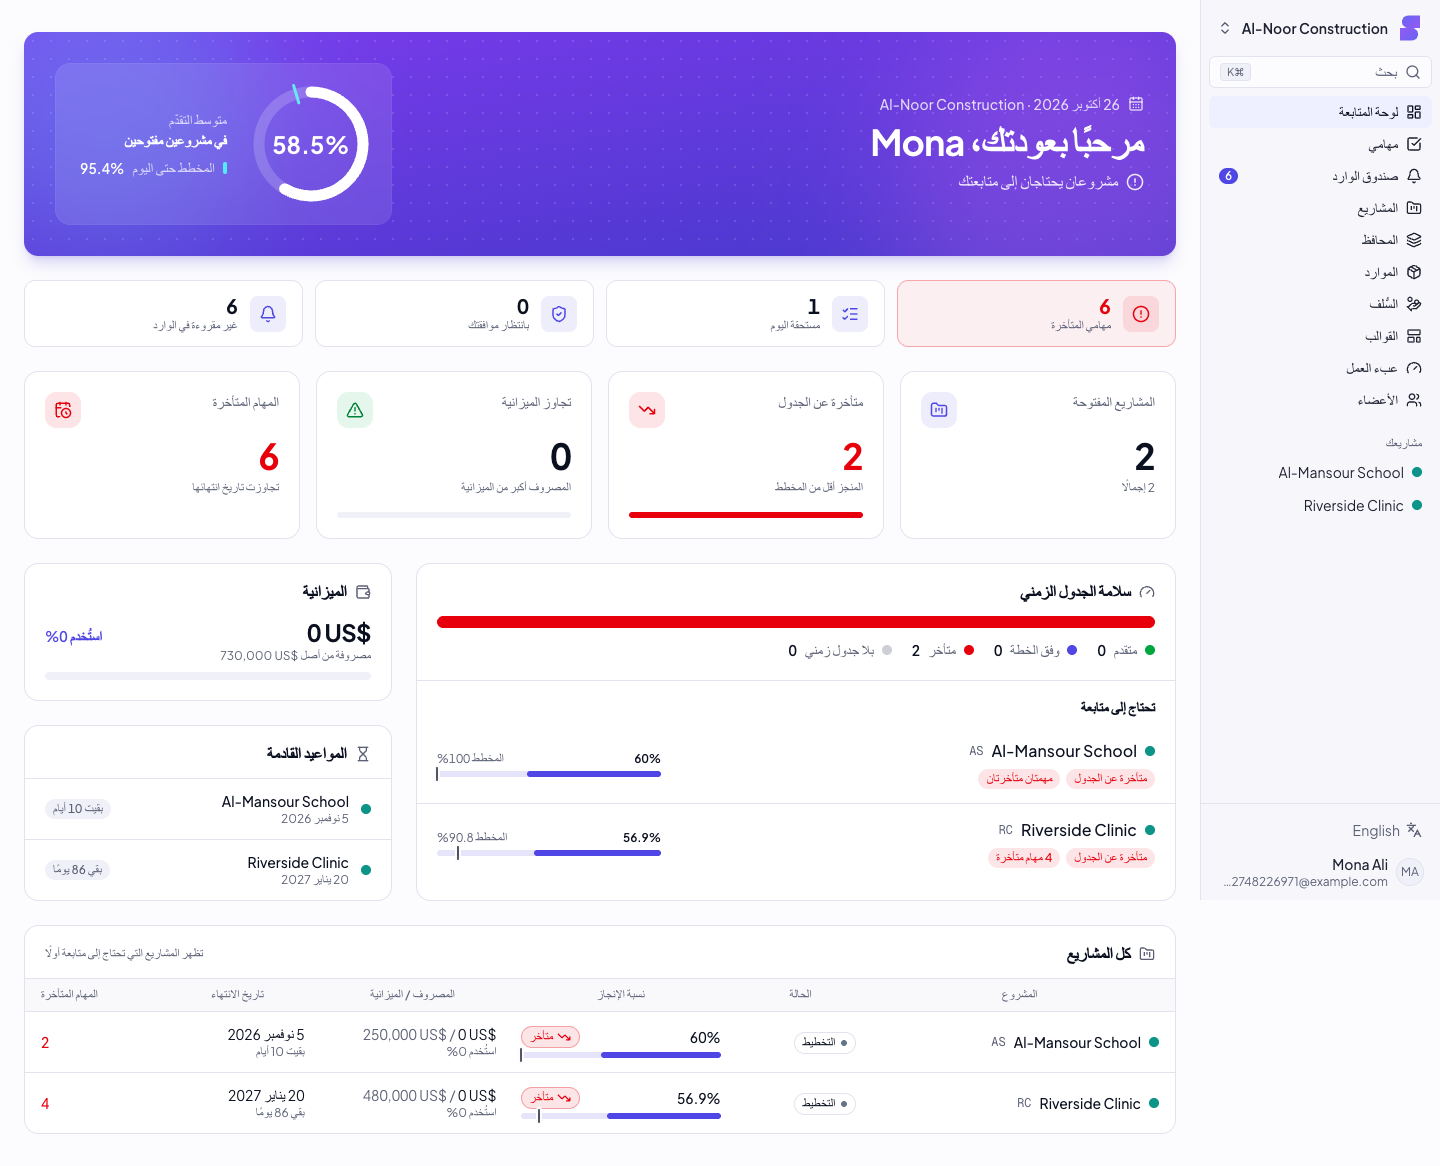 Al-Noor Construction
بحث
⌘K
لوحة المتابعة
مهامي
صندوق الوارد 6
المشاريع
المحافظ
الموارد
السُلف
القوالب
عبء العمل
الأعضاء
مشاريعك
Al-Mansour School
Riverside Clinic
English
MA
Mona Ali
2748226971@example.com...
26 أكتوبر 2026 · Al-Noor Construction
مرحبًا بعودتك، Mona
مشروعان يحتاجان إلى متابعتك
58.5%
متوسط التقدّم
في مشروعين مفتوحين
المخطط حتى اليوم 95.4%
6
مهامي المتأخرة
1
مستحقة اليوم
0
بانتظار موافقتك
6
غير مقروءة في الوارد
المشاريع المفتوحة
2
2 إجمالًا
متأخرة عن الجدول
2
المنجز أقل من المخطط
تجاوز الميزانية
0
المصروف أكبر من الميزانية
المهام المتأخرة
6
تجاوزت تاريخ انتهائها
سلامة الجدول الزمني
متقدم 0
وفق الخطة 0
متأخر 2
بلا جدول زمني 0
تحتاج إلى متابعة
Al-Mansour School AS
متأخرة عن الجدول
مهمتان متأخرتان
60%
المخطط 100%
Riverside Clinic RC
متأخرة عن الجدول
4 مهام متأخرة
56.9%
المخطط 90.8%
الميزانية
0 US$
مصروفة من أصل 730,000 US$
استُخدم 0%
المواعيد القادمة
Al-Mansour School
5 نوفمبر 2026
بقيت 10 أيام
Riverside Clinic
20 يناير 2027
بقي 86 يومًا
كل المشاريع
تظهر المشاريع التي تحتاج إلى متابعة أولًا
المشروع الحالة نسبة الإنجاز المصروف / الميزانية تاريخ الانتهاء المهام المتأخرة
Al-Mansour School AS
التخطيط
60%
متأخر
0 US$ / 250,000 US$
استُخدم 0%
5 نوفمبر 2026
بقيت 10 أيام
2
Riverside Clinic RC
التخطيط
56.9%
متأخر
0 US$ / 480,000 US$
استُخدم 0%
20 يناير 2027
بقي 86 يومًا
4